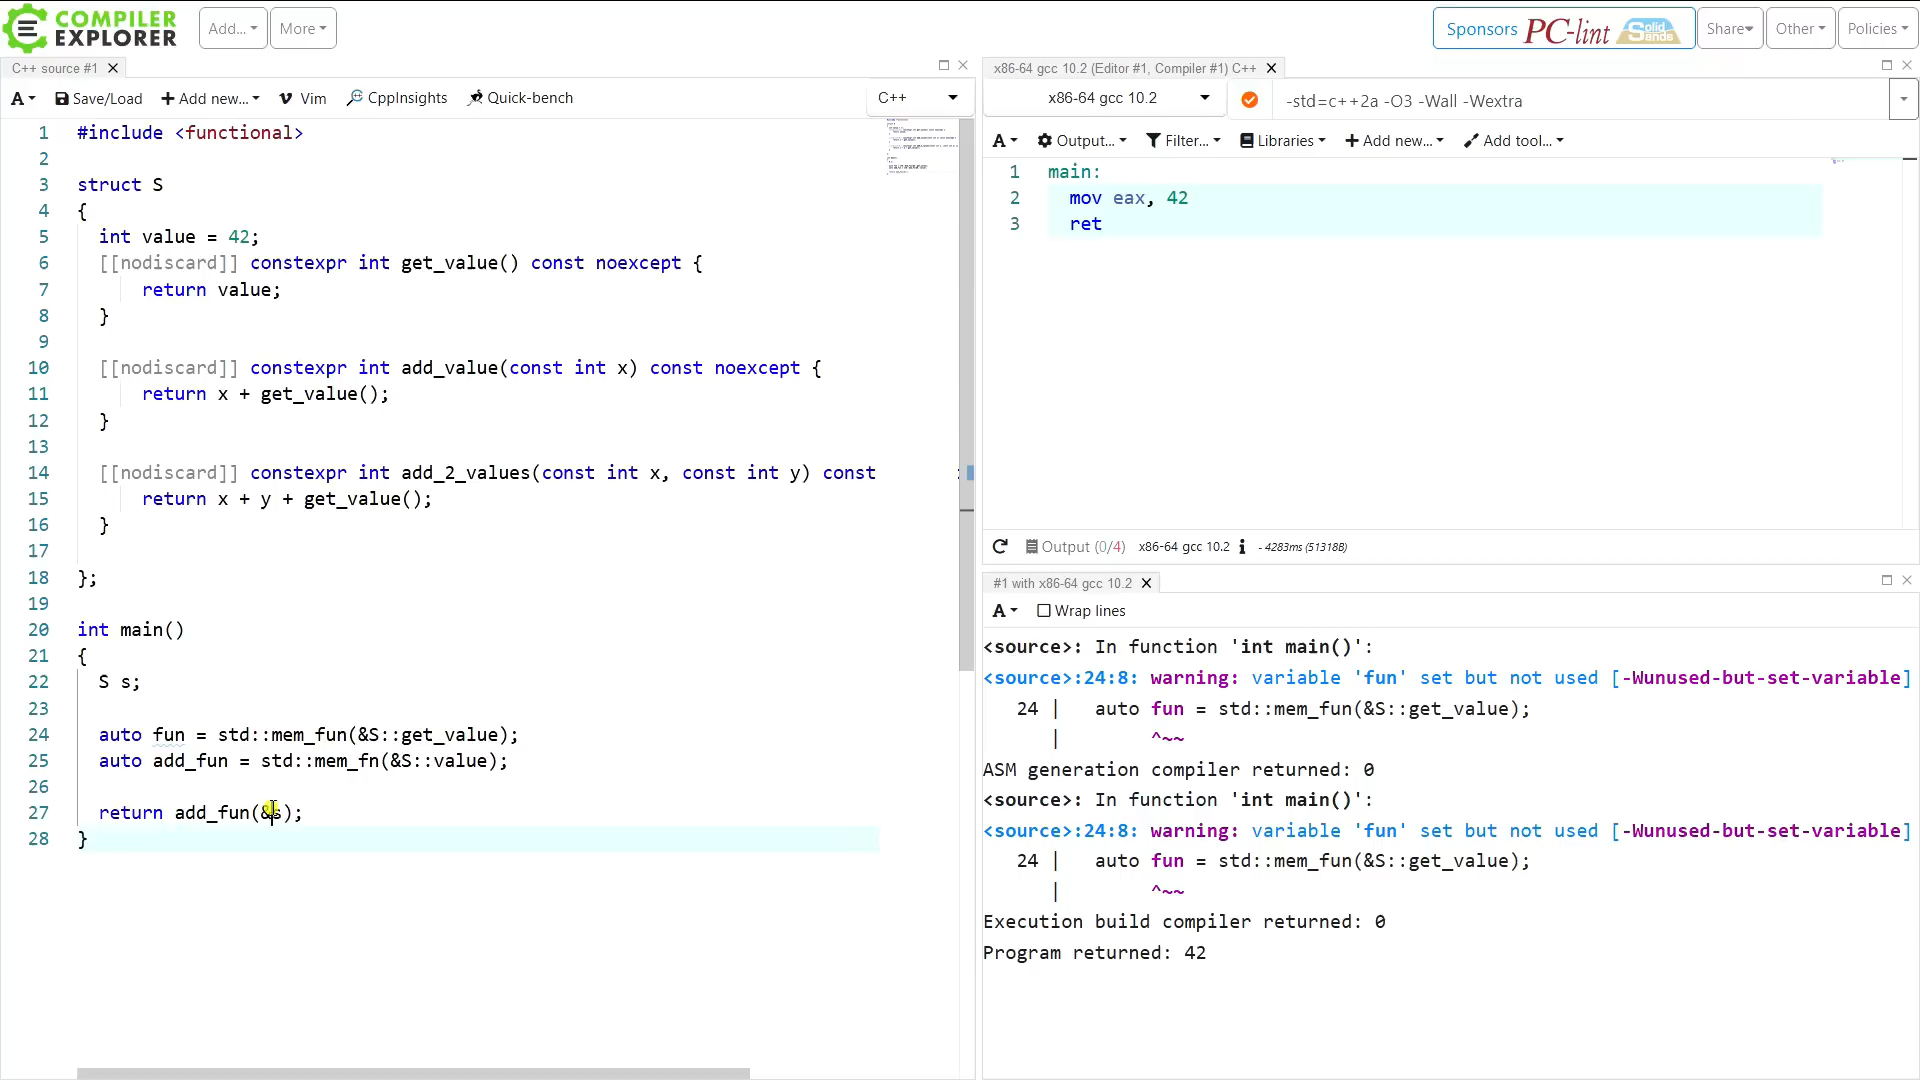 COMPILER EXPLORER Add... More Sponsors PC-lint Solid Sands Share Other Policies
C++ source #1
A Save/Load Add new... Vim CppInsights Quick-bench C++
1 #include <functional>
2
3 struct S
4 {
5 int value = 42;
6 [[nodiscard]] constexpr int get_value() const noexcept {
7 return value;
8 }
9
10 [[nodiscard]] constexpr int add_value(const int x) const noexcept {
11 return x + get_value();
12 }
13
14 [[nodiscard]] constexpr int add_2_values(const int x, const int y) const
15 return x + y + get_value();
16 }
17
18 };
19
20 int main()
21 {
22 S s;
23
24 auto fun = std::mem_fun(&S::get_value);
25 auto add_fun = std::mem_fn(&S::value);
26
27 return add_fun(&s);
28 }
x86-64 gcc 10.2 (Editor #1, Compiler #1) C++
x86-64 gcc 10.2 -std=c++2a -O3 -Wall -Wextra
A Output... Filter... Libraries Add new... Add tool...
1 main:
2 mov eax, 42
3 ret
Output (0/4) x86-64 gcc 10.2 i - 4283ms (51318B)
#1 with x86-64 gcc 10.2
A Wrap lines
<source>: In function 'int main()':
<source>:24:8: warning: variable 'fun' set but not used [-Wunused-but-set-variable]
24 | auto fun = std::mem_fun(&S::get_value);
| ^~~
ASM generation compiler returned: 0
<source>: In function 'int main()':
<source>:24:8: warning: variable 'fun' set but not used [-Wunused-but-set-variable]
24 | auto fun = std::mem_fun(&S::get_value);
| ^~~
Execution build compiler returned: 0
Program returned: 42